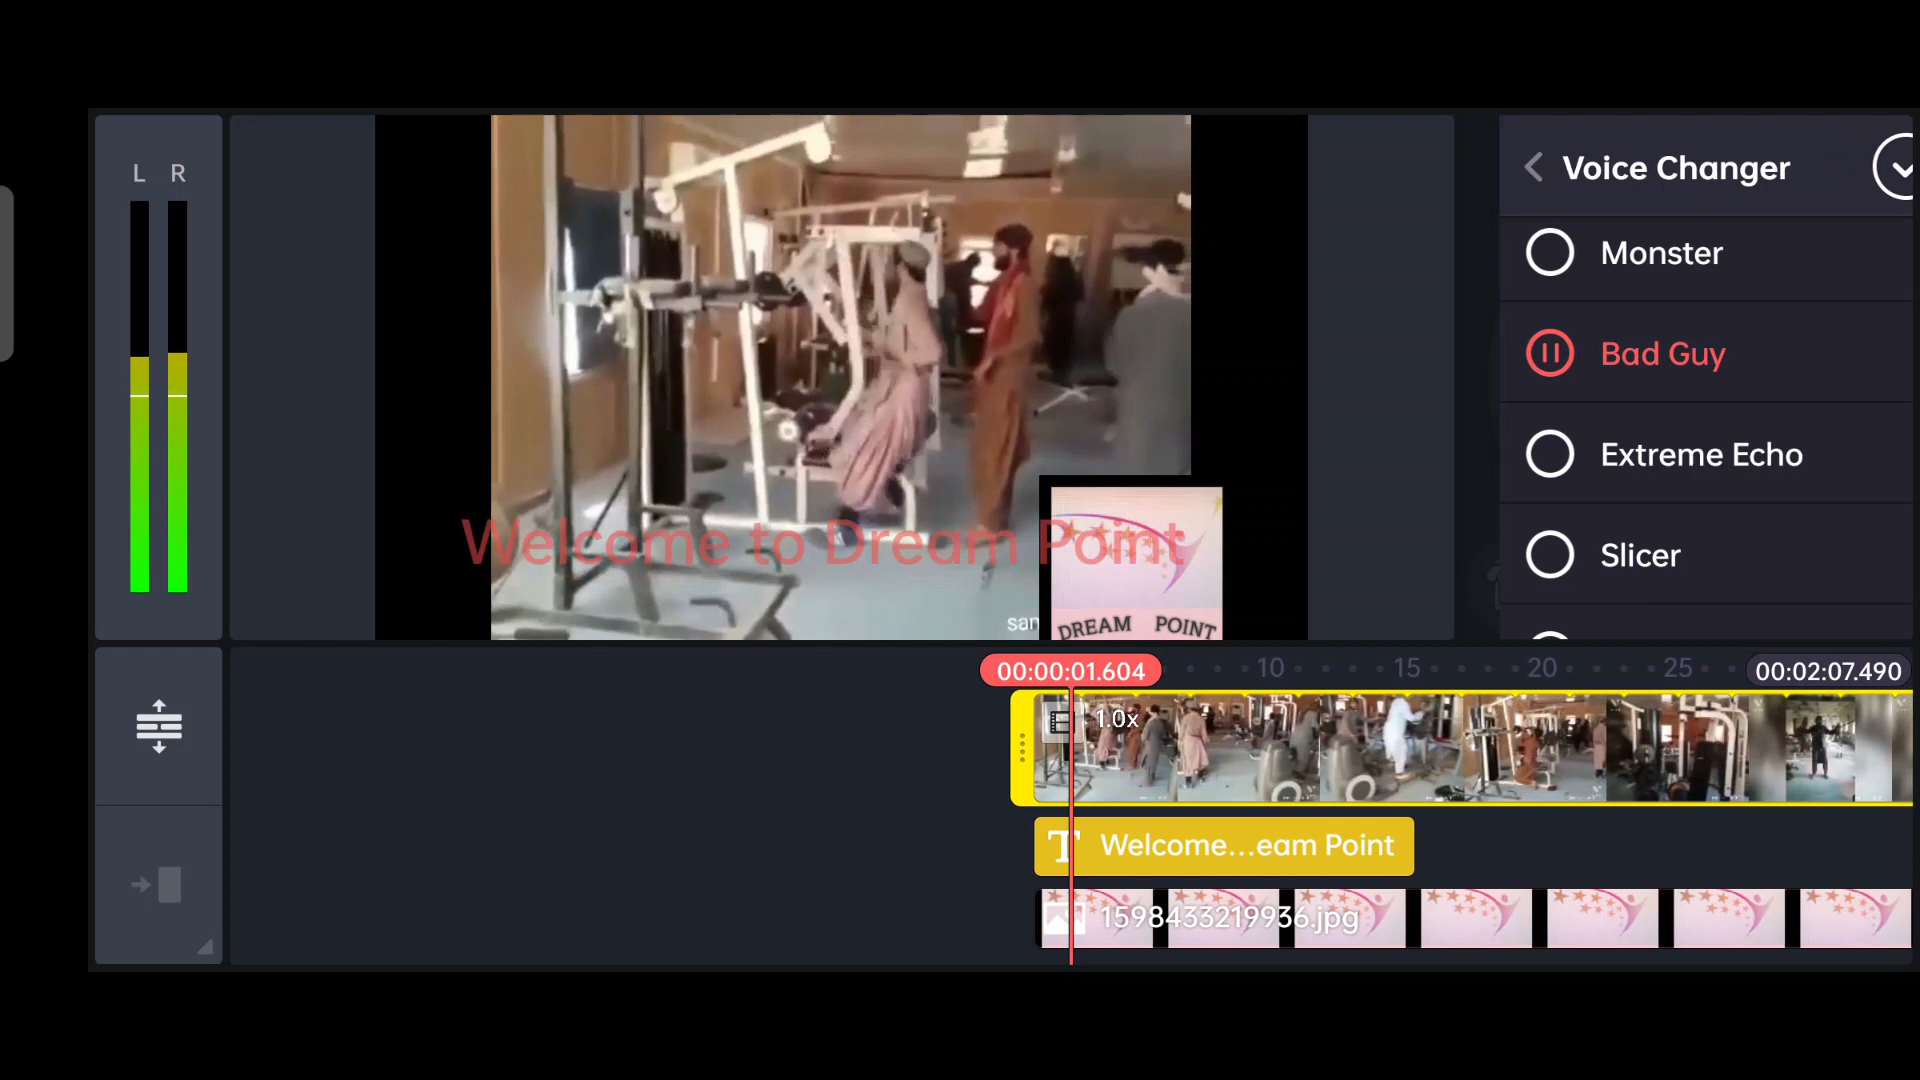 L R
Voice Changer
Monster
Bad Guy
Extreme Echo
Slicer
Welcome to Dream Point
san
DREAM POINT
00:00:01.604
10
15
20
25
00:02:07.490
1.0x
T Welcome...eam Point
1598433219936.jpg